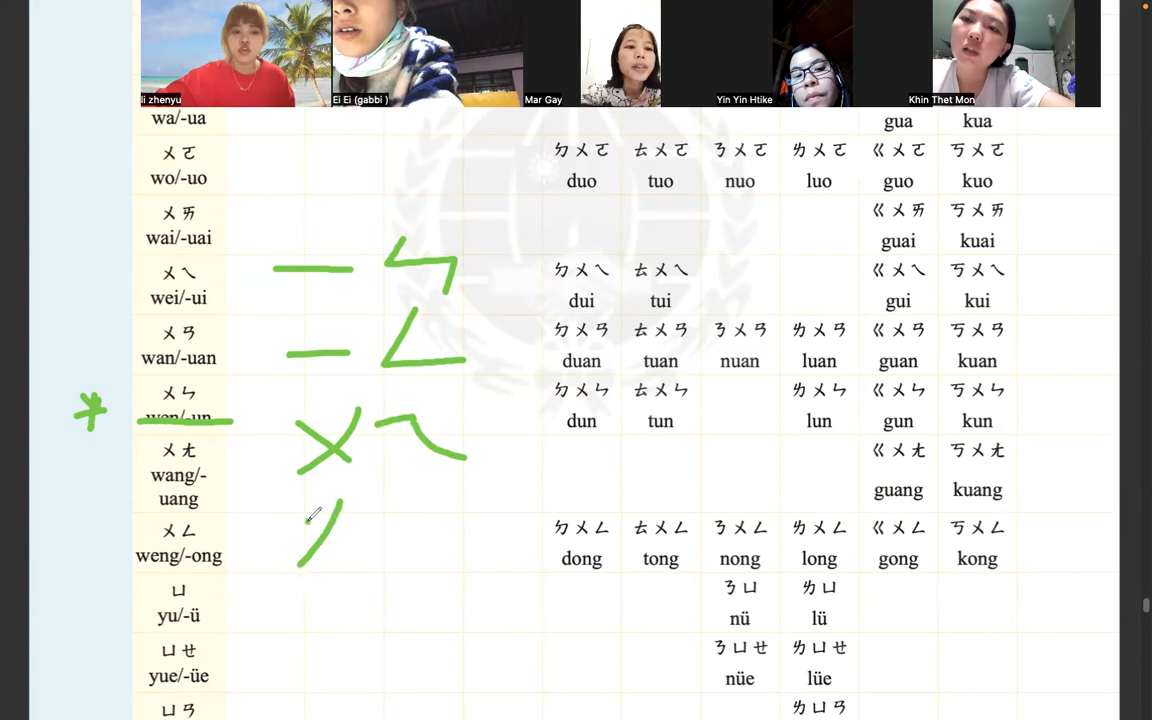 li zhenyu
Ei Ei (gabbi )
Mar Gay
Yin Yin Htike
Khin Thet Mon
wa/-ua gua kua
ㄨㄛ ㄉㄨㄛ ㄊㄨㄛ ㄋㄨㄛ ㄌㄨㄛ ㄍㄨㄛ ㄎㄨㄛ
wo/-uo duo tuo nuo luo guo kuo
ㄨㄞ ㄍㄨㄞ ㄎㄨㄞ
wai/-uai guai kuai
ㄧㄣ
ㄨㄟ ㄉㄨㄟ ㄊㄨㄟ ㄍㄨㄟ ㄎㄨㄟ
wei/-ui dui tui gui kui
ㄨㄢ ㄉㄨㄢ ㄊㄨㄢ ㄋㄨㄢ ㄌㄨㄢ ㄍㄨㄢ ㄎㄨㄢ
ㄧㄥ
wan/-uan duan tuan nuan luan guan kuan
ㄨㄣ ㄉㄨㄣ ㄊㄨㄣ ㄌㄨㄣ ㄍㄨㄣ ㄎㄨㄣ
* wen/-un dun tun lun gun kun
ㄨㄟ
ㄨㄤ ㄍㄨㄤ ㄎㄨㄤ
wang/-
uang guang kuang
ㄨㄥ ㄉㄨㄥ ㄊㄨㄥ ㄋㄨㄥ ㄌㄨㄥ ㄍㄨㄥ ㄎㄨㄥ
weng/-ong dong tong nong long gong kong
ㄩ ㄋㄩ ㄌㄩ
yu/-ü nü lü
ㄩㄝ ㄋㄩㄝ ㄌㄩㄝ
yue/-üe nüe lüe
ㄩㄢ ㄌㄩㄢ